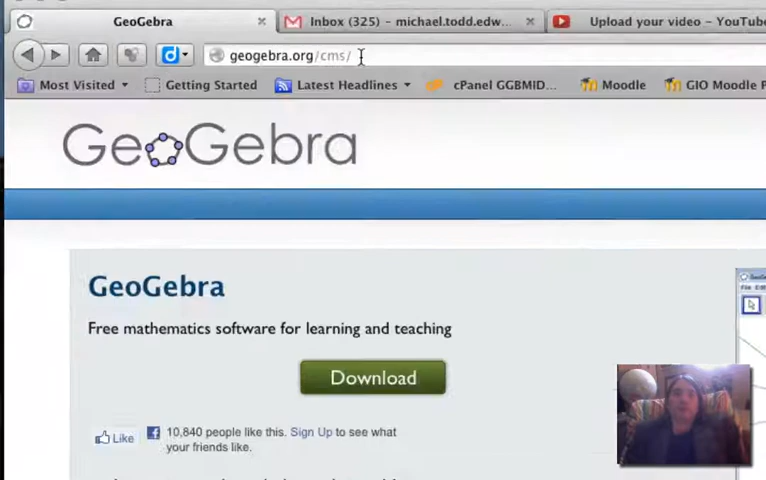 GeoGebra
Inbox (325) - michael.todd.edw...
Upload your video - YouTube
geogebra.org/cms/
Most Visited
Getting Started
Latest Headlines
cPanel GGBMID...
Moodle
GIO Moodle P
GeoGebra
GeoGebra
Free mathematics software for learning and teaching
Download
Like
10,840 people like this. Sign Up to see what
your friends like.